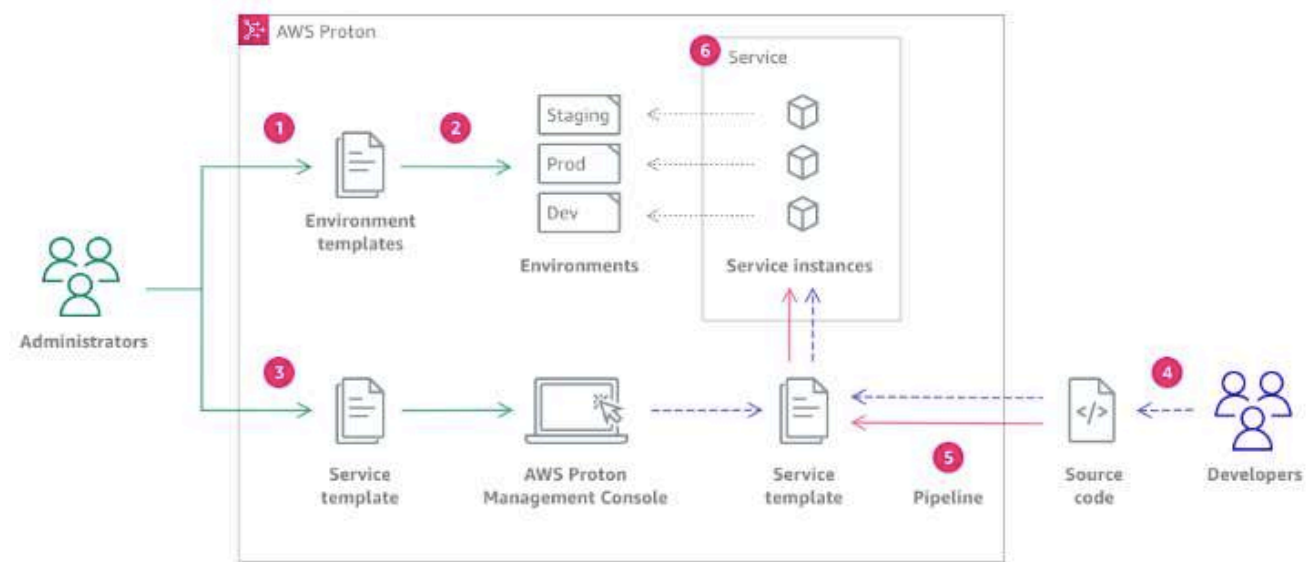 AWS Proton
6
Service
Staging
1
2
Prod
Dev
Environment
templates
Environments
Service instances
Administrators
3
4
</>
Service
template
AWS Proton
Management Console
Service
template
5
Pipeline
Source
code
Developers